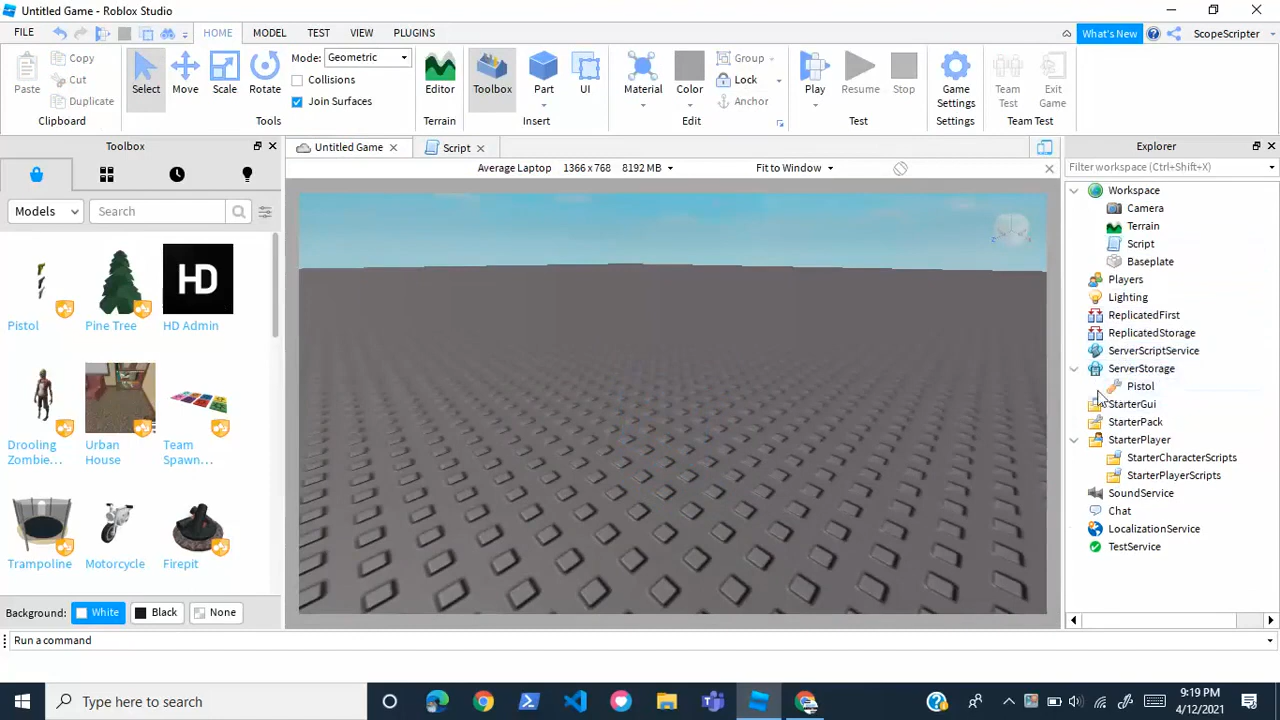 Untitled Game - Roblox Studio
FILE HOME MODEL TEST VIEW PLUGINS What's New ScopeScripter
Paste Copy Cut Duplicate
Clipboard
Select Move Scale Rotate
Mode: Geometric
Collisions
Join Surfaces
Tools
Editor
Terrain
Toolbox Part UI
Insert
Material Color Group Lock Anchor
Edit
Play Resume Stop
Test
Game Settings
Settings
Team Test Exit Game
Team Test
Toolbox
Models Search
Pistol Pine Tree HD Admin
HD
Drooling Zombie... Urban House Team Spawn...
Trampoline Motorcycle Firepit
Background: White Black None
Untitled Game Script
Average Laptop 1366 x 768 8192 MB Fit to Window
Explorer
Filter workspace (Ctrl+Shift+X)
Workspace
Camera
Terrain
Script
Baseplate
Players
Lighting
ReplicatedFirst
ReplicatedStorage
ServerScriptService
ServerStorage
Pistol
StarterGui
StarterPack
StarterPlayer
StarterCharacterScripts
StarterPlayerScripts
SoundService
Chat
LocalizationService
TestService
Run a command
Type here to search
9:19 PM
4/12/2021